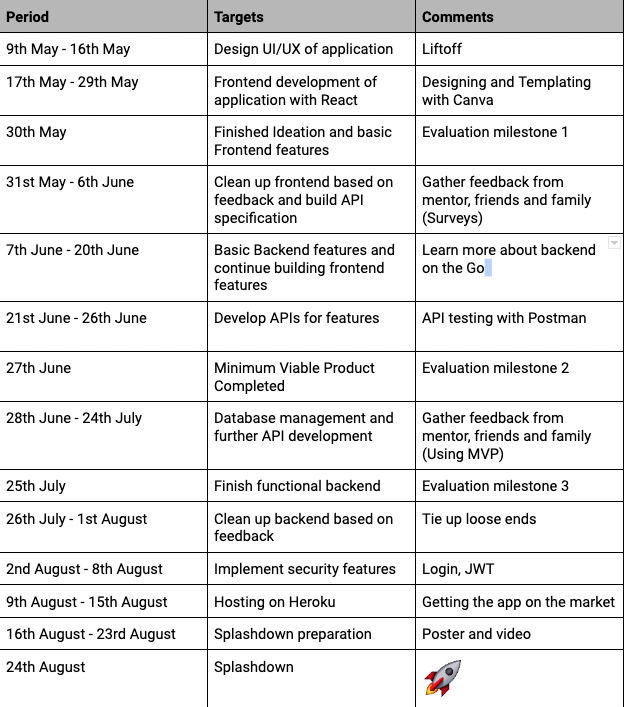 Period Targets Comments
9th May - 16th May Design UI/UX of application Liftoff
17th May - 29th May Frontend development of Designing and Templating
application with React with Canva
30th May Finished Ideation and basic Evaluation milestone 1
Frontend features
31st May - 6th June Clean up frontend based on Gather feedback from
feedback and build API mentor, friends and family
specification (Surveys)
7th June - 20th June Basic Backend features and Learn more about backend
continue building frontend on the Go
features
21st June - 26th June Develop APIs for features API testing with Postman
27th June Minimum Viable Product Evaluation milestone 2
Completed
28th June - 24th July Database management and Gather feedback from
further API development mentor, friends and family
(Using MVP)
25th July Finish functional backend Evaluation milestone 3
26th July - 1st August Clean up backend based on Tie up loose ends
feedback
2nd August - 8th August Implement security features Login, JWT
9th August - 15th August Hosting on Heroku Getting the app on the market
16th August - 23rd August Splashdown preparation Poster and video
24th August Splashdown